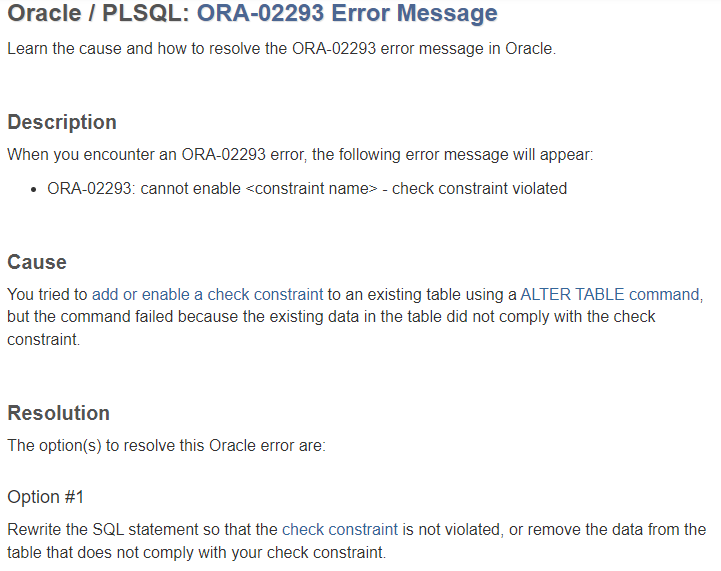 Oracle / PLSQL: ORA-02293 Error Message
Learn the cause and how to resolve the ORA-02293 error message in Oracle.
Description
When you encounter an ORA-02293 error, the following error message will appear:
• ORA-02293: cannot enable <constraint name> - check constraint violated
Cause
You tried to add or enable a check constraint to an existing table using a ALTER TABLE command,
but the command failed because the existing data in the table did not comply with the check
constraint.
Resolution
The option(s) to resolve this Oracle error are:
Option #1
Rewrite the SQL statement so that the check constraint is not violated, or remove the data from the
table that does not comply with your check constraint.